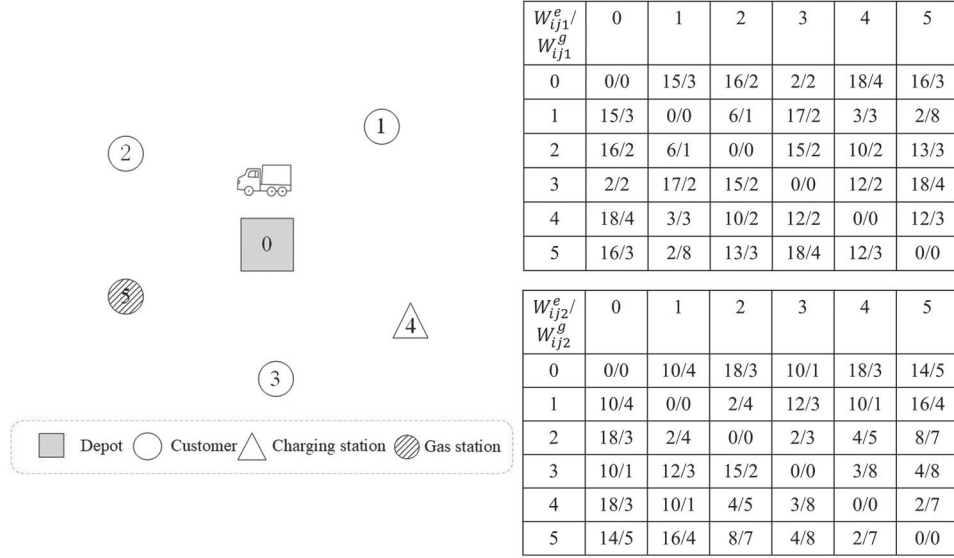 1
2
0
5
4
3
Depot Customer Charging station Gas station
W^e_{ij1}/ W^g_{ij1} 0 1 2 3 4 5
0 0/0 15/3 16/2 2/2 18/4 16/3
1 15/3 0/0 6/1 17/2 3/3 2/8
2 16/2 6/1 0/0 15/2 10/2 13/3
3 2/2 17/2 15/2 0/0 12/2 18/4
4 18/4 3/3 10/2 12/2 0/0 12/3
5 16/3 2/8 13/3 18/4 12/3 0/0
W^e_{ij2}/ W^g_{ij2} 0 1 2 3 4 5
0 0/0 10/4 18/3 10/1 18/3 14/5
1 10/4 0/0 2/4 12/3 10/1 16/4
2 18/3 2/4 0/0 2/3 4/5 8/7
3 10/1 12/3 15/2 0/0 3/8 4/8
4 18/3 10/1 4/5 3/8 0/0 2/7
5 14/5 16/4 8/7 4/8 2/7 0/0